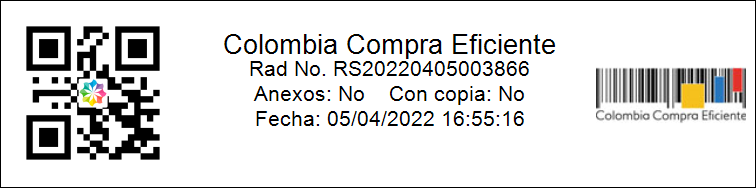 Colombia Compra Eficiente
Rad No. RS20220405003866
Anexos: No    Con copia: No
Fecha: 05/04/2022 16:55:16
Colombia Compra Eficiente